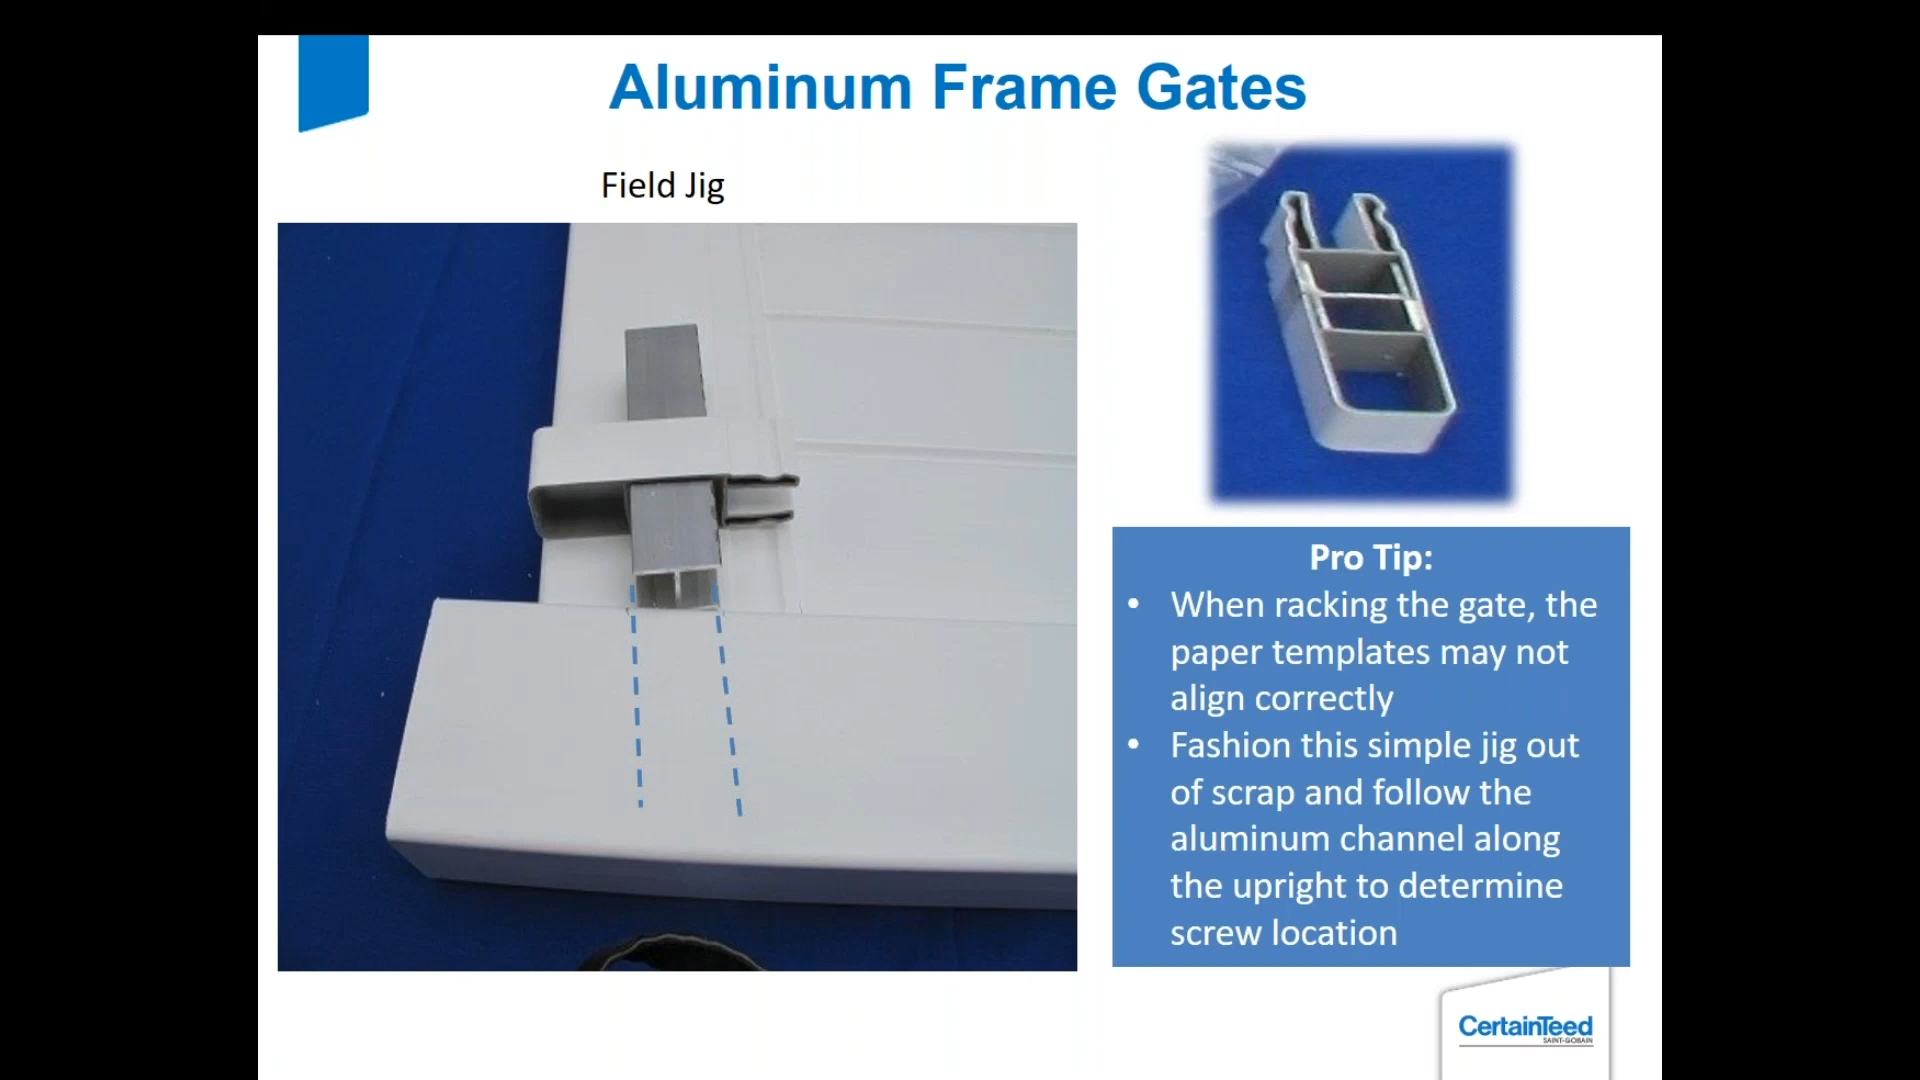 Aluminum Frame Gates
Field Jig
Pro Tip:
• When racking the gate, the
paper templates may not
align correctly
• Fashion this simple jig out
of scrap and follow the
aluminum channel along
the upright to determine
screw location
CertainTeed
SAINT-GOBAIN